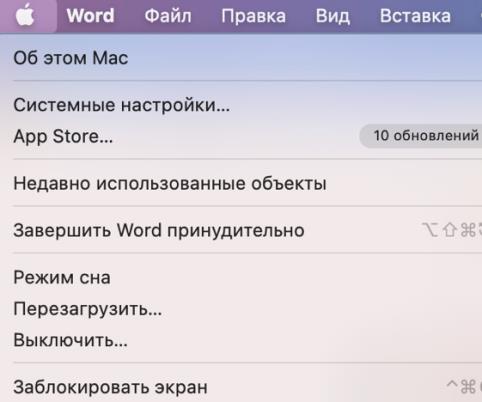 Word Файл Правка Вид Вставка
Об этом Mac
Системные настройки...
App Store... 10 обновлений
Недавно использованные объекты
Завершить Word принудительно ⌥⇧⌘
Режим сна
Перезагрузить...
Выключить...
Заблокировать экран ^⌘